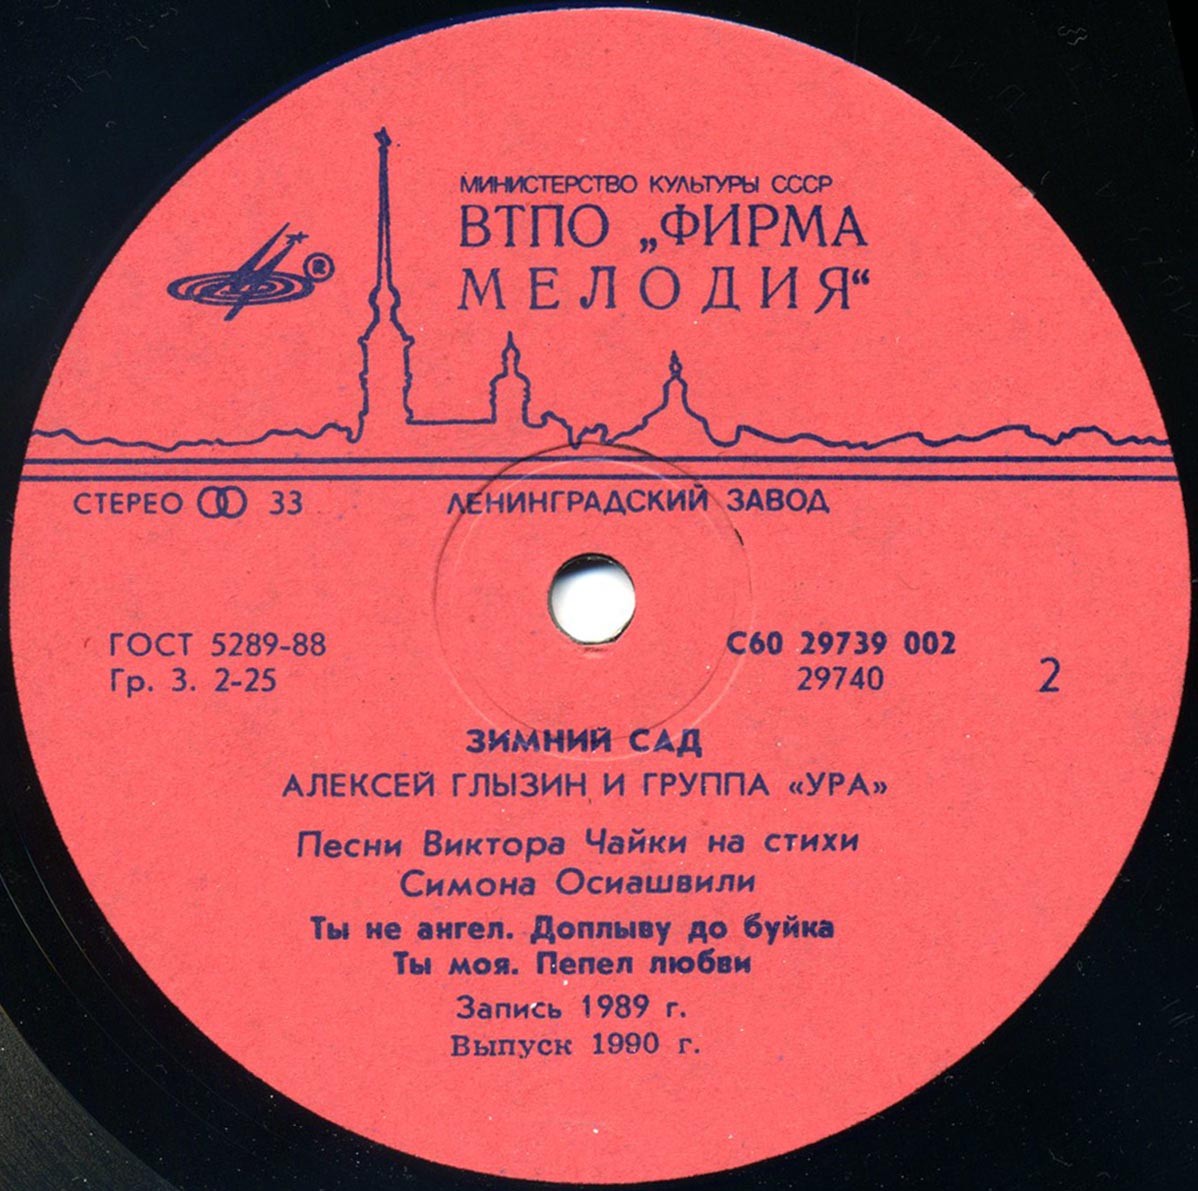 МИНИСТЕРСТВО КУЛЬТУРЫ СССР
ВТПО „ФИРМА
МЕЛОДИЯ“
®
СТЕРЕО 33
ЛЕНИНГРАДСКИЙ ЗАВОД
ГОСТ 5289-88
Гр. 3. 2-25
С60 29739 002
29740
2
ЗИМНИЙ САД
АЛЕКСЕЙ ГЛЫЗИН И ГРУППА «УРА»
Песни Виктора Чайки на стихи
Симона Осиашвили
Ты не ангел. Доплыву до буйка
Ты моя. Пепел любви
Запись 1989 г.
Выпуск 1990 г.